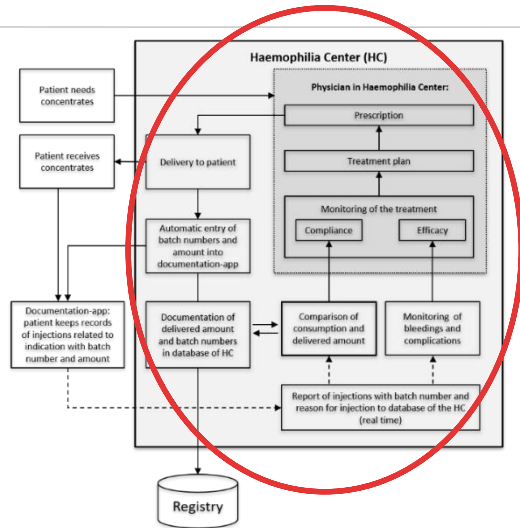 Haemophilia Center (HC)
Patient needs
concentrates
Physician in Haemophilia Center:
Prescription
Patient receives
concentrates
Delivery to patient
Treatment plan
Monitoring of the treatment
Compliance
Efficacy
Automatic entry of
batch numbers and
amount into
documentation-app
Documentation-app:
patient keeps records
of injections related to
indication with batch
number and amount
Documentation of
delivered amount
and batch numbers
in database of HC
Comparison of
consumption and
delivered amount
Monitoring of
bleedings and
complications
Report of injections with batch number and
reason for injection to database of the HC
(real time)
Registry